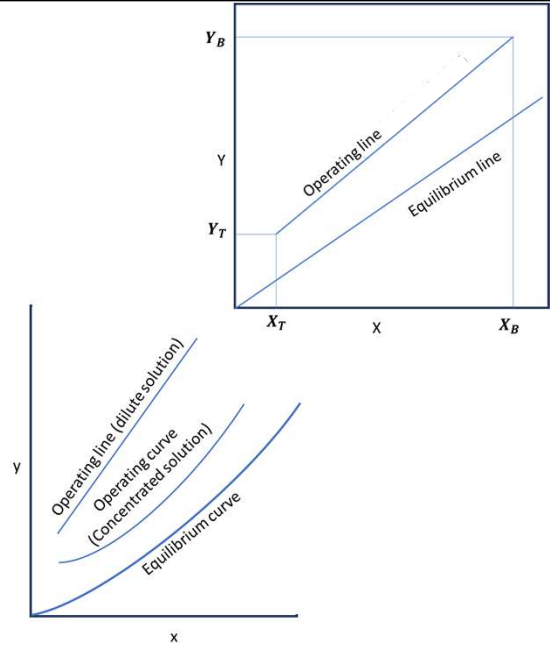 Y_B
Operating line
Y
Equilibrium line
Y_T
X_T
X
X_B
Operating line (dilute solution)
Operating curve
(Concentrated solution)
y
Equilibrium curve
x